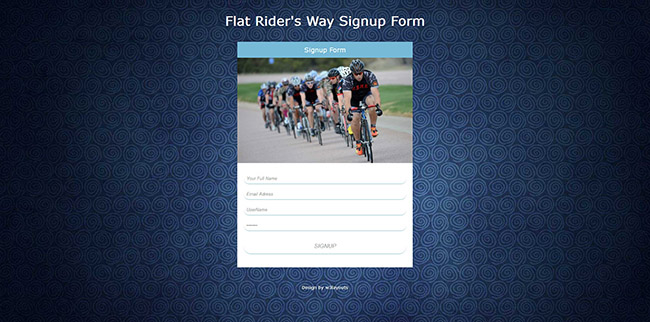 Flat Rider's Way Signup Form
Signup Form
Your Full Name
Email Adress
UserName
••••••••
SIGNUP
Design by w3layouts